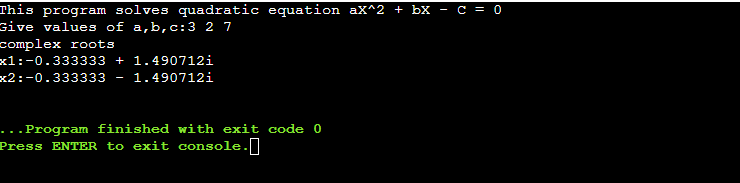 This program solves quadratic equation aX^2 + bX - C = 0
Give values of a,b,c:3 2 7
complex roots
x1:-0.333333 + 1.490712i
x2:-0.333333 - 1.490712i
...Program finished with exit code 0
Press ENTER to exit console.